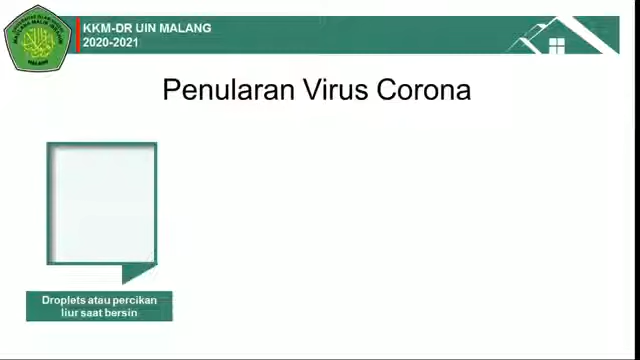 KKM-DR UIN MALANG
2020-2021
Penularan Virus Corona
Droplets atau percikan
liur saat bersin